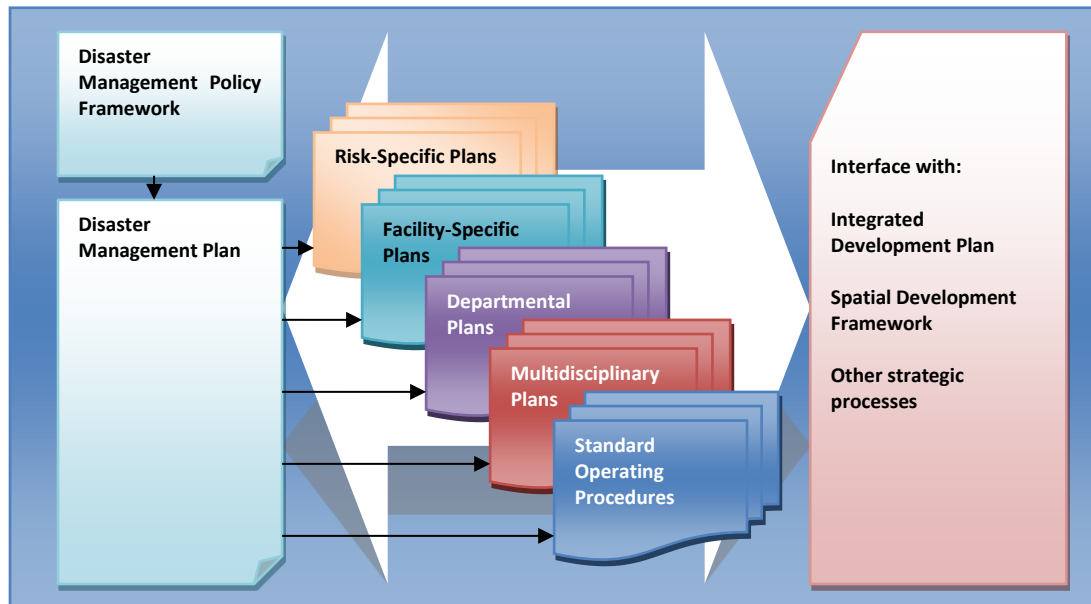 Disaster
Management Policy
Framework
Disaster
Management Plan
Risk-Specific Plans
Facility-Specific
Plans
Departmental
Plans
Multidisciplinary
Plans
Standard
Operating
Procedures
Interface with:
Integrated
Development Plan
Spatial Development
Framework
Other strategic
processes